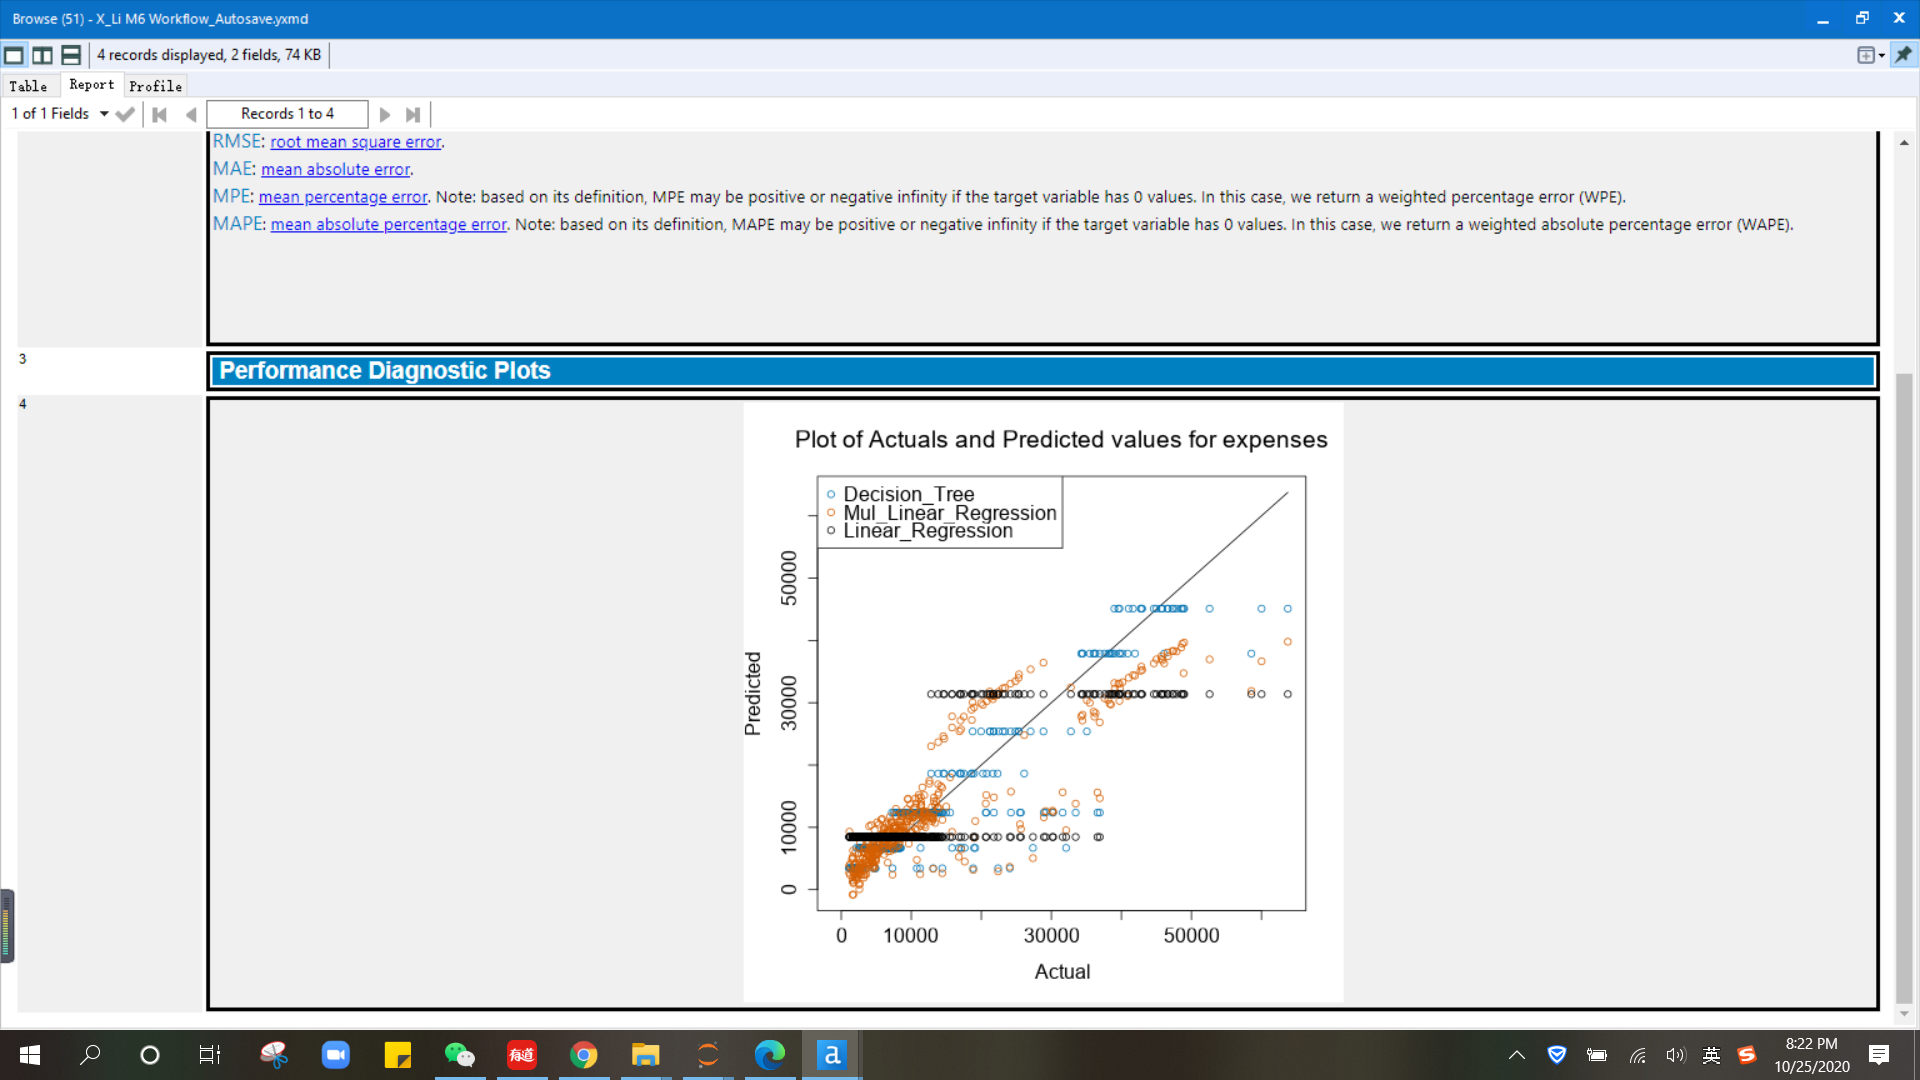 Browse (51) - X_Li M6 Workflow_Autosave.yxmd
4 records displayed, 2 fields, 74 KB
Table Report Profile
1 of 1 Fields Records 1 to 4
RMSE: root mean square error.
MAE: mean absolute error.
MPE: mean percentage error. Note: based on its definition, MPE may be positive or negative infinity if the target variable has 0 values. In this case, we return a weighted percentage error (WPE).
MAPE: mean absolute percentage error. Note: based on its definition, MAPE may be positive or negative infinity if the target variable has 0 values. In this case, we return a weighted absolute percentage error (WAPE).
3
Performance Diagnostic Plots
4
Plot of Actuals and Predicted values for expenses
Decision_Tree
Mul_Linear_Regression
Linear_Regression
50000
30000
10000
0
Predicted
0 10000 30000 50000
Actual
有道
a
英
S
8:22 PM
10/25/2020